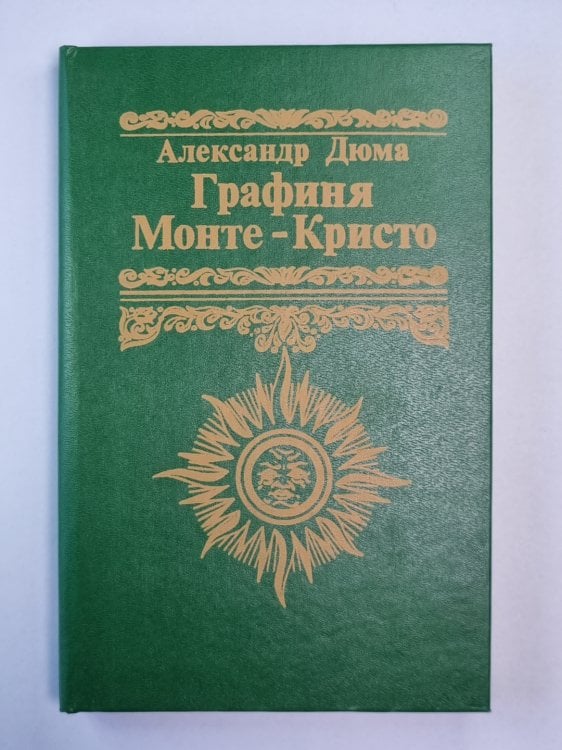 Александр Дюма
Графиня
Монте-Кристо